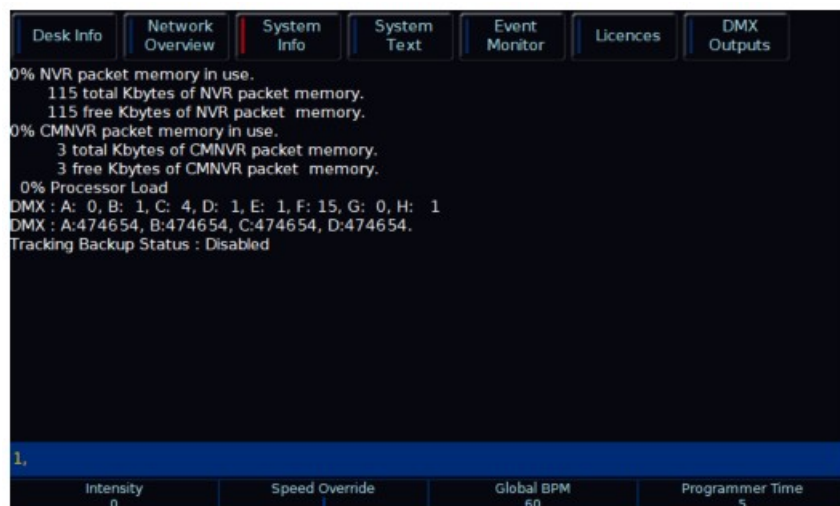 Desk Info
Network Overview
System Info
System Text
Event Monitor
Licences
DMX Outputs
0% NVR packet memory in use.
115 total Kbytes of NVR packet memory.
115 free Kbytes of NVR packet  memory.
0% CMNVR packet memory in use.
3 total Kbytes of CMNVR packet memory.
3 free Kbytes of CMNVR packet  memory.
0% Processor Load
DMX : A:  0, B:  1, C:  4, D:  1, E:  1, F: 15, G:  0, H:   1
DMX : A:474654, B:474654, C:474654, D:474654.
Tracking Backup Status : Disabled
1,
Intensity
Speed Override
Global BPM
Programmer Time
0
60
5